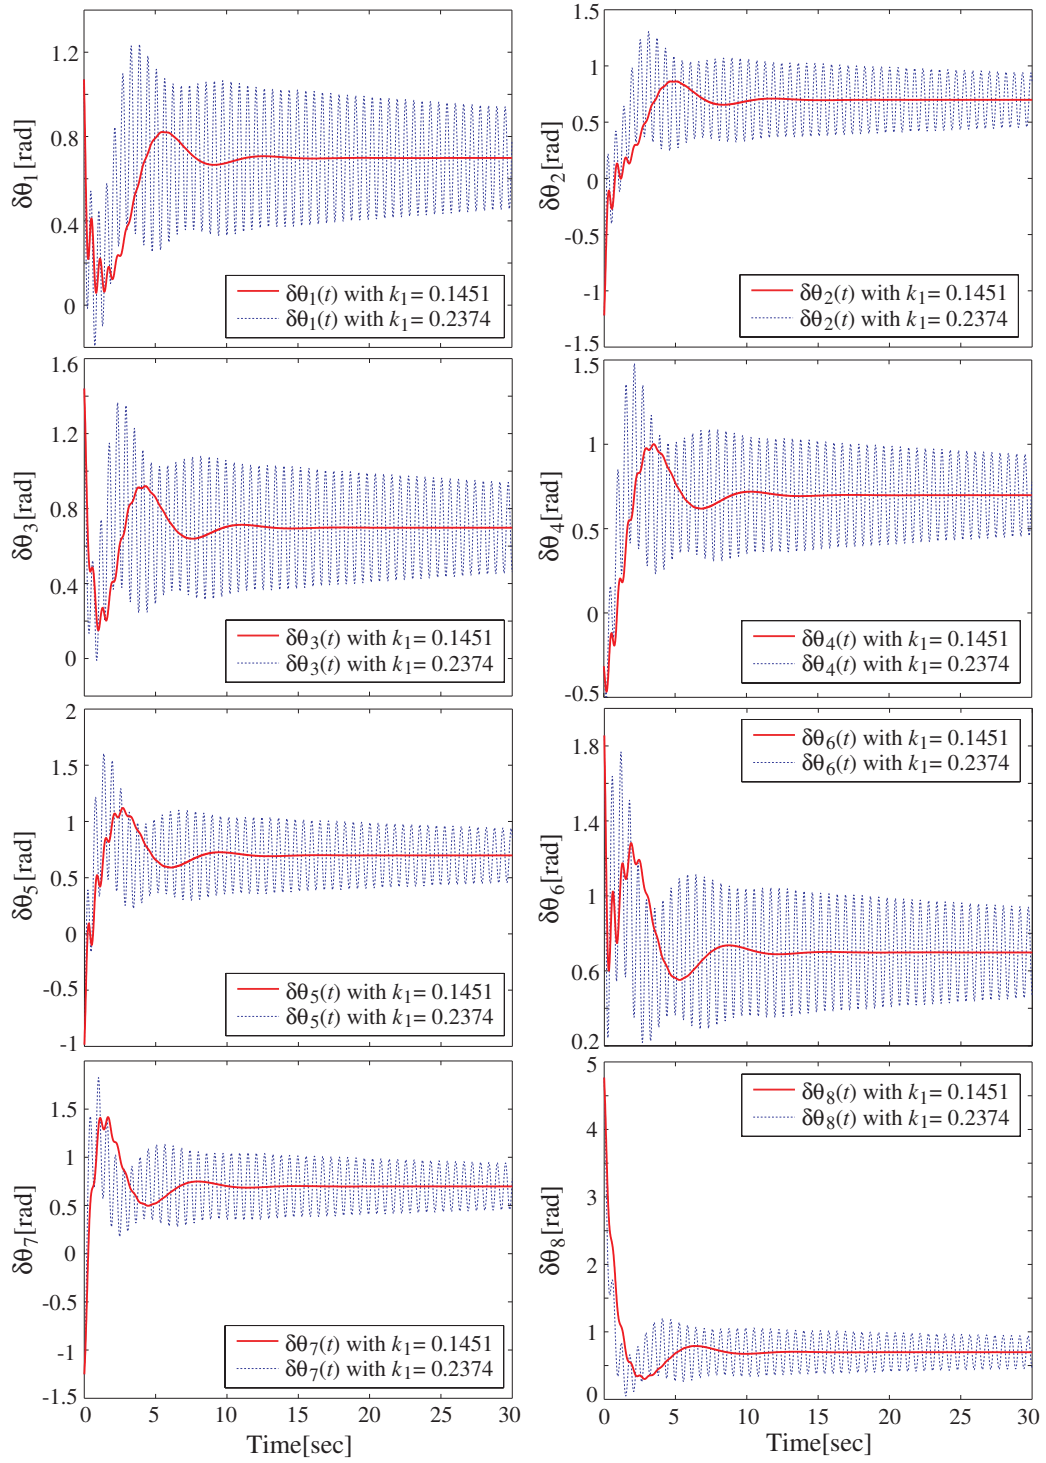 1.2
0.8
0.4
0
δθ1[rad]
δθ1(t) with k1= 0.1451
δθ1(t) with k1= 0.2374
0 5 10 15 20 25 30
1.5
1
0.5
0
-0.5
-1
-1.5
δθ2[rad]
δθ2(t) with k1= 0.1451
δθ2(t) with k1= 0.2374
1.6
1.2
0.8
0.4
0
δθ3[rad]
δθ3(t) with k1= 0.1451
δθ3(t) with k1= 0.2374
1.5
1
0.5
0
-0.5
δθ4[rad]
δθ4(t) with k1= 0.1451
δθ4(t) with k1= 0.2374
2
1.5
1
0.5
0
-0.5
-1
δθ5[rad]
δθ5(t) with k1= 0.1451
δθ5(t) with k1= 0.2374
1.8
1.4
1
0.6
0.2
δθ6[rad]
δθ6(t) with k1= 0.1451
δθ6(t) with k1= 0.2374
1.5
1
0.5
0
-0.5
-1
-1.5
δθ7[rad]
δθ7(t) with k1= 0.1451
δθ7(t) with k1= 0.2374
0 5 10 15 20 25 30
Time[sec]
5
4
3
2
1
0
δθ8[rad]
δθ8(t) with k1= 0.1451
δθ8(t) with k1= 0.2374
0 5 10 15 20 25 30
Time[sec]